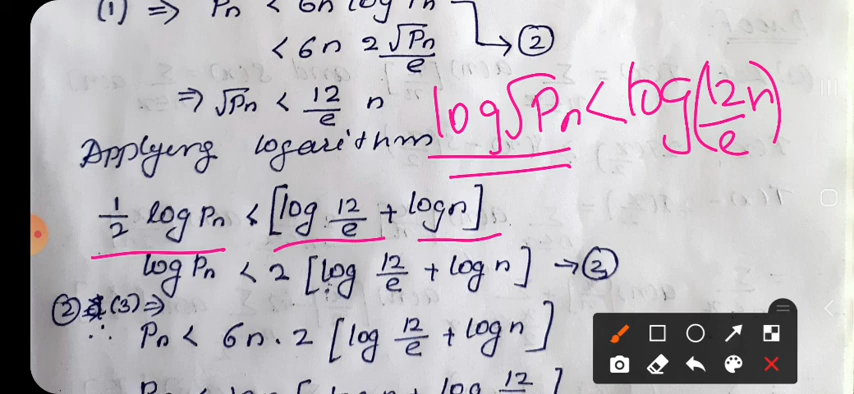 (1) ⇒ Pn < 6n log Pn
< 6n 2 √Pn/e → ②
⇒ √Pn < 12/e n
log√Pn < log(12n/e)
Applying logarithm
1/2 log Pn < [log 12/e + log n]
log Pn < 2 [log 12/e + log n] → ③
② & (3) ⇒
∴ Pn < 6n · 2 [log 12/e + log n]
log 12/e]